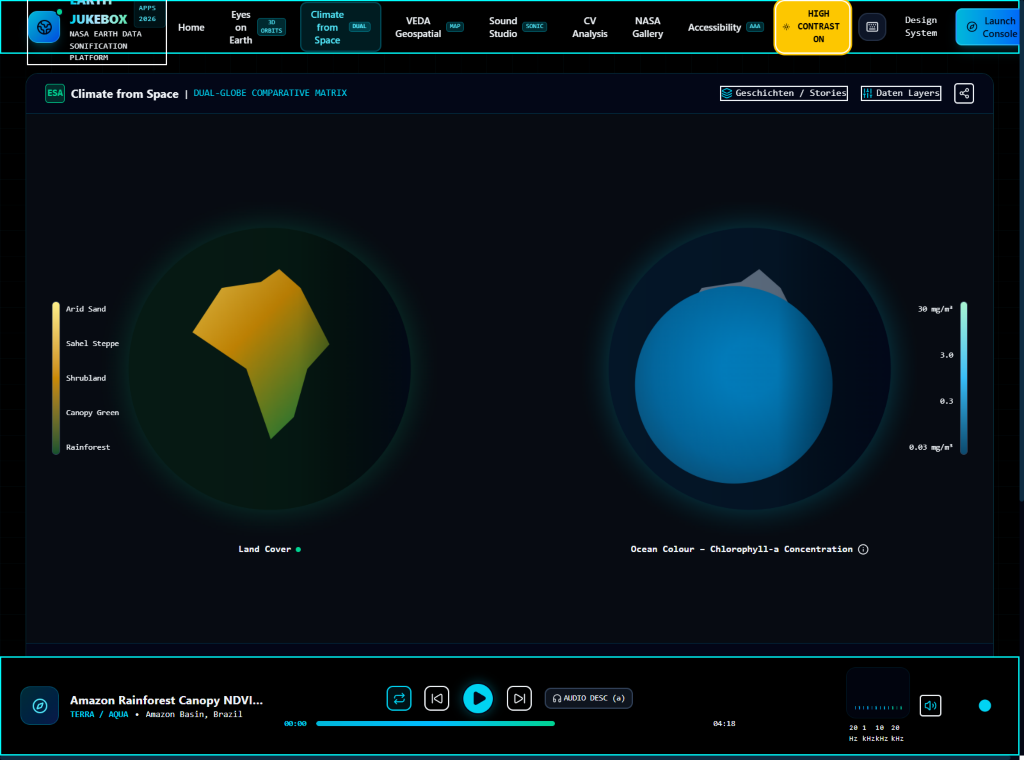 EARTH
JUKEBOX
APPS
2026
NASA EARTH DATA
SONIFICATION
PLATFORM
Home
Eyes
on
Earth
3D
ORBITS
Climate
from
Space
DUAL
VEDA
Geospatial
MAP
Sound
Studio
SONIC
CV
Analysis
NASA
Gallery
Accessibility
AAA
HIGH
CONTRAST
ON
Design
System
Launch
Console
ESA
Climate from Space | DUAL-GLOBE COMPARATIVE MATRIX
Geschichten / Stories
Daten Layers
Arid Sand
Sahel Steppe
Shrubland
Canopy Green
Rainforest
30 mg/m³
3.0
0.3
0.03 mg/m³
Land Cover
Ocean Colour – Chlorophyll-a Concentration
Amazon Rainforest Canopy NDVI...
TERRA / AQUA • Amazon Basin, Brazil
AUDIO DESC (a)
00:00
04:18
20 1 10 20
Hz kHzkHz kHz